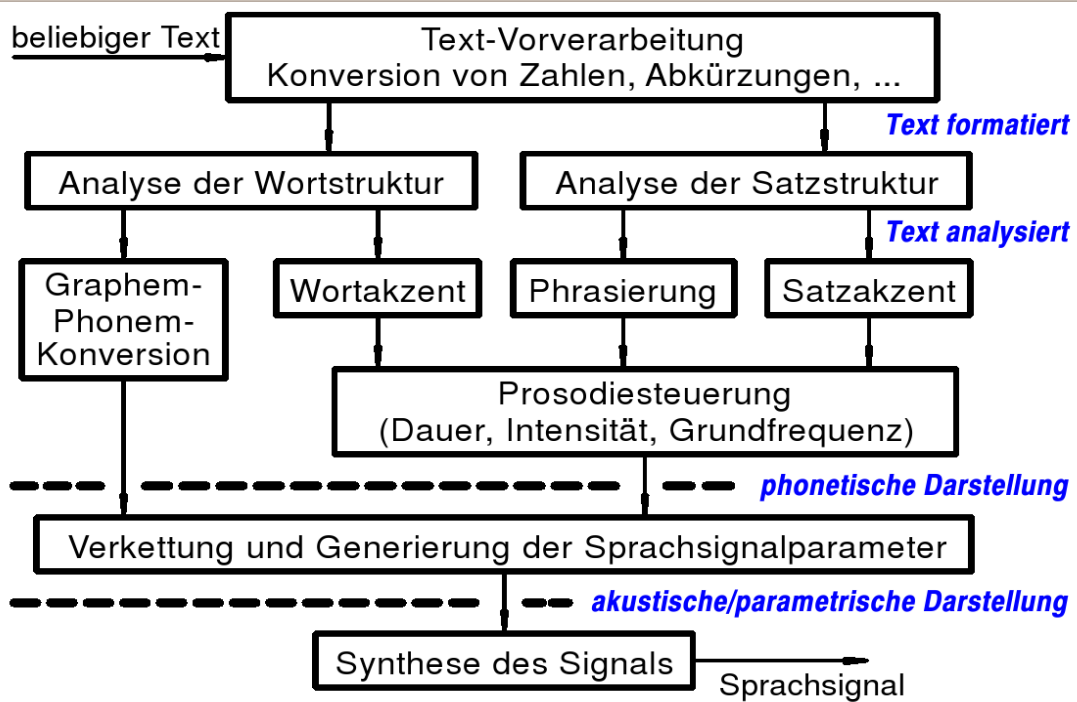 beliebiger Text
Text-Vorverarbeitung
Konversion von Zahlen, Abkürzungen, ...
Text formatiert
Analyse der Wortstruktur
Analyse der Satzstruktur
Text analysiert
Graphem-
Phonem-
Konversion
Wortakzent
Phrasierung
Satzakzent
Prosodiesteuerung
(Dauer, Intensität, Grundfrequenz)
phonetische Darstellung
Verkettung und Generierung der Sprachsignalparameter
akustische/parametrische Darstellung
Synthese des Signals
Sprachsignal